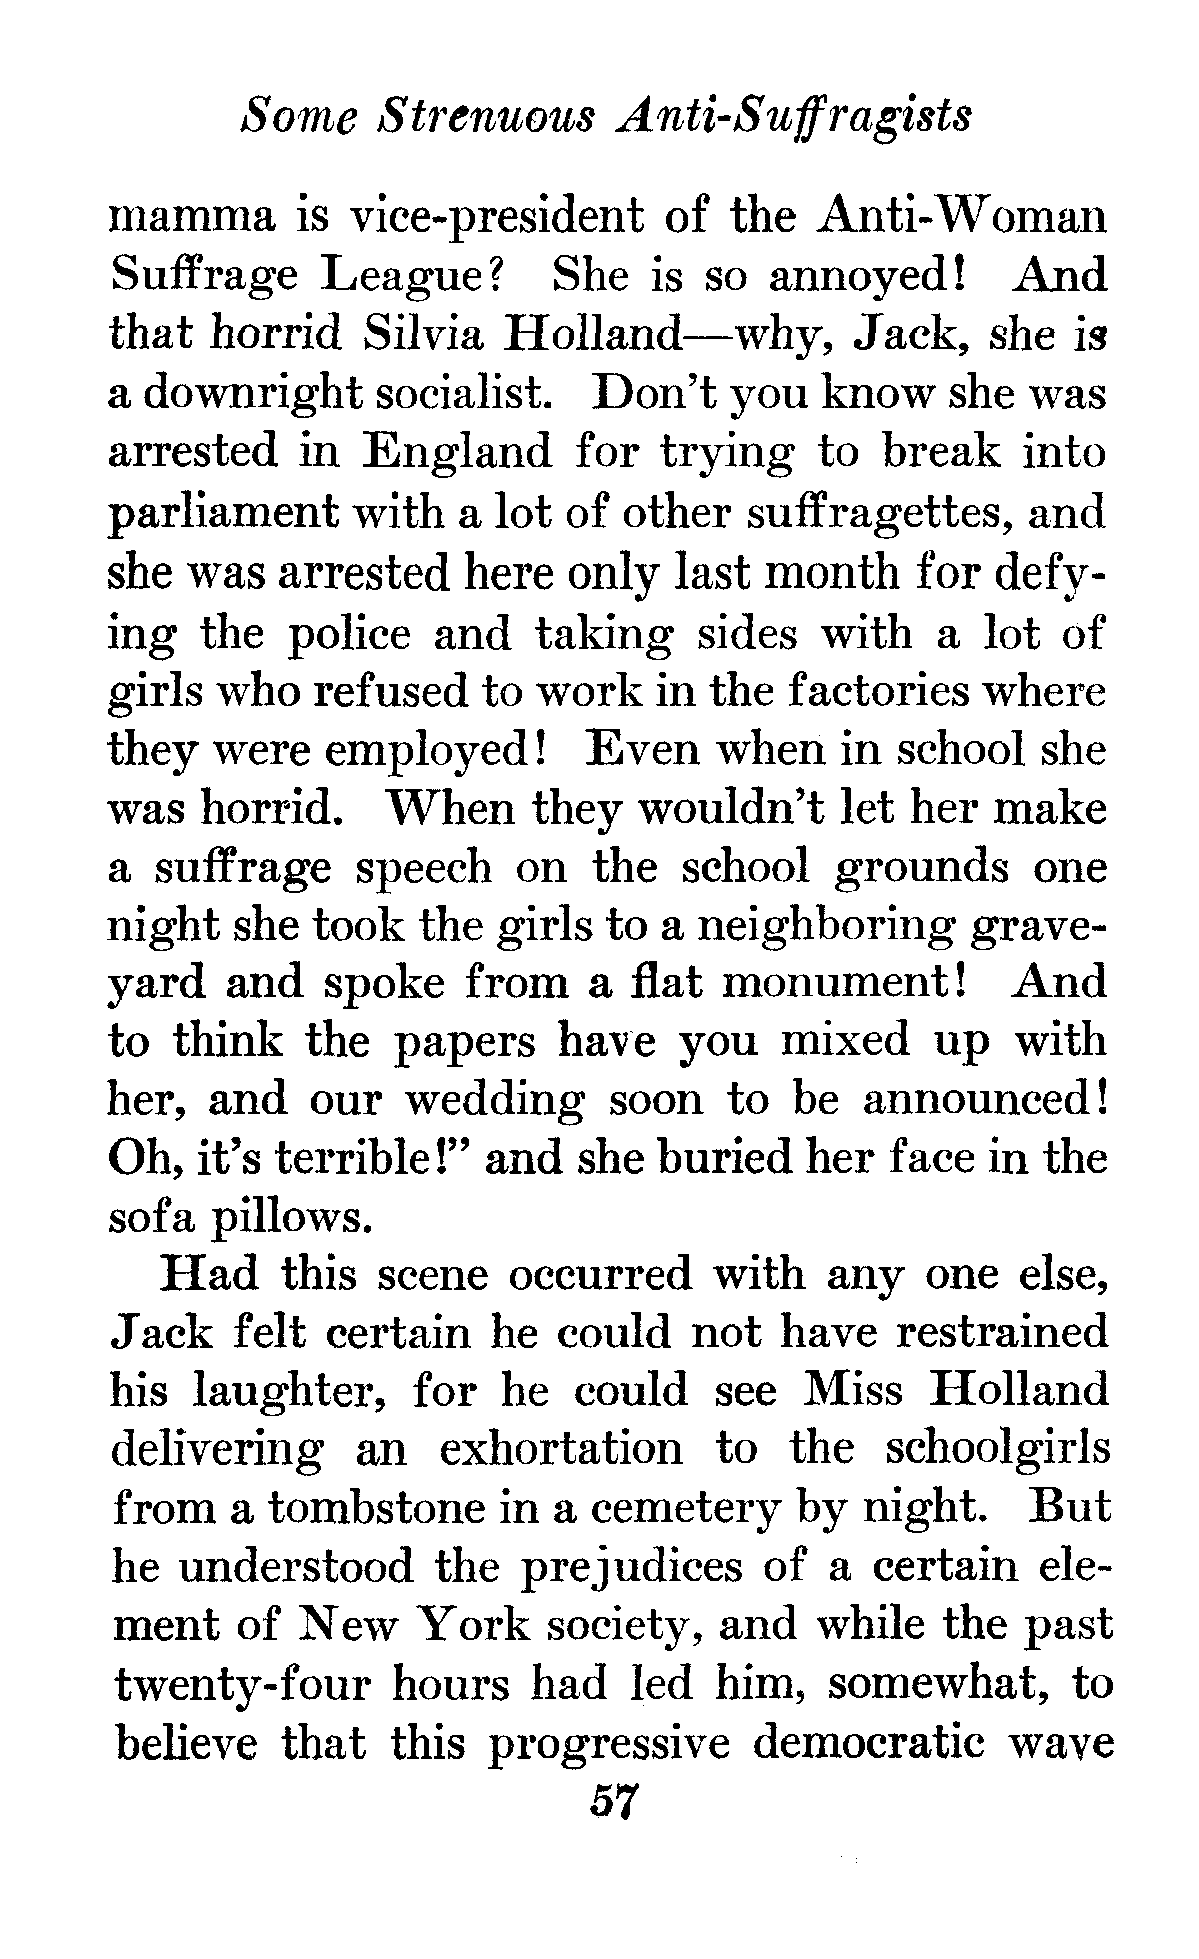 Some Strenuous Anti-Suffragists
mamma is vice-president of the Anti-Woman
Suffrage League? She is so annoyed! And
that horrid Silvia Holland—why, Jack, she is
a downright socialist. Don't you know she was
arrested in England for trying to break into
parliament with a lot of other suffragettes, and
she was arrested here only last month for defy-
ing the police and taking sides with a lot of
girls who refused to work in the factories where
they were employed! Even when in school she
was horrid. When they wouldn't let her make
a suffrage speech on the school grounds one
night she took the girls to a neighboring grave-
yard and spoke from a flat monument! And
to think the papers have you mixed up with
her, and our wedding soon to be announced!
Oh, it's terrible!" and she buried her face in the
sofa pillows.
Had this scene occurred with any one else,
Jack felt certain he could not have restrained
his laughter, for he could see Miss Holland
delivering an exhortation to the schoolgirls
from a tombstone in a cemetery by night. But
he understood the prejudices of a certain ele-
ment of New York society, and while the past
twenty-four hours had led him, somewhat, to
believe that this progressive democratic wave
57